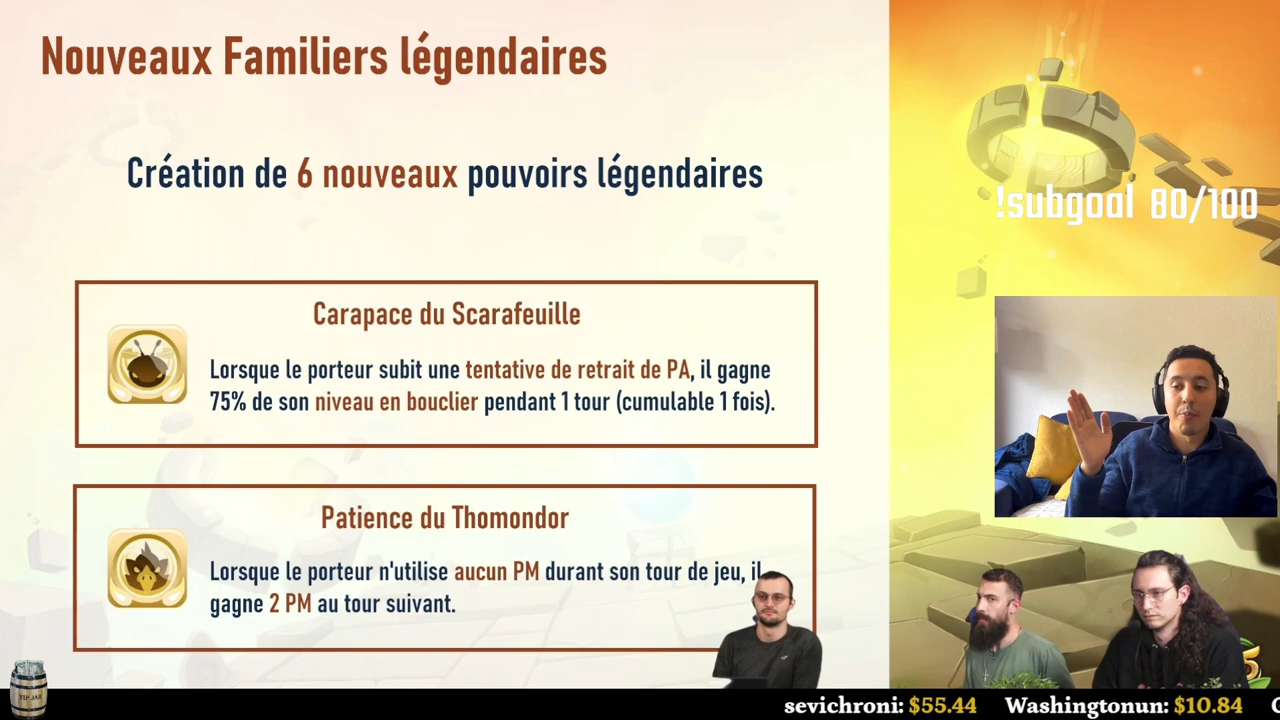 Nouveaux Familiers légendaires
Création de 6 nouveaux pouvoirs légendaires
!subgoal 80/100
Carapace du Scarafeuille
Lorsque le porteur subit une tentative de retrait de PA, il gagne
75% de son niveau en bouclier pendant 1 tour (cumulable 1 fois).
Patience du Thomondor
Lorsque le porteur n'utilise aucun PM durant son tour de jeu, il
gagne 2 PM au tour suivant.
TIP JAR
sevichroni: $55.44 Washingtonun: $10.84